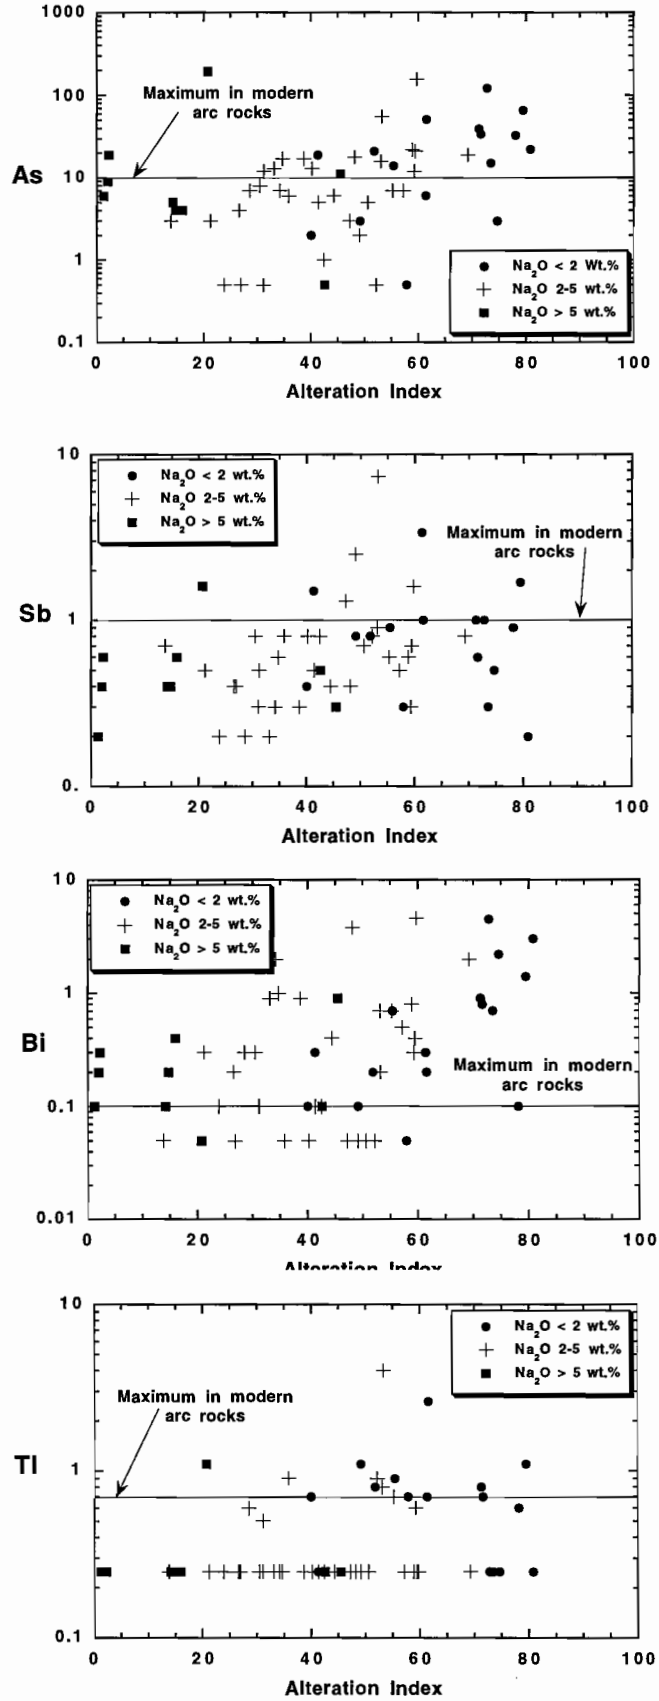 1000
Maximum in modern
arc rocks
100
As
10
1
0.1
Na2O < 2 Wt.%
Na2O 2-5 wt.%
Na2O > 5 wt.%
0 20 40 60 80 100
Alteration Index
10
Na2O < 2 wt.%
Na2O 2-5 wt.%
Na2O > 5 wt.%
Maximum in modern
arc rocks
Sb
1
0.
0 20 40 60 80 100
Alteration Index
10
Na2O < 2 wt.%
Na2O 2-5 wt.%
Na2O > 5 wt.%
1
Bi
Maximum in modern
arc rocks
0.1
0.01
0 20 40 60 80 100
Alteration Index
10
Na2O < 2 wt.%
Na2O 2-5 wt.%
Na2O > 5 wt.%
Maximum in modern
arc rocks
Tl
1
0.1
0 20 40 60 80 100
Alteration Index